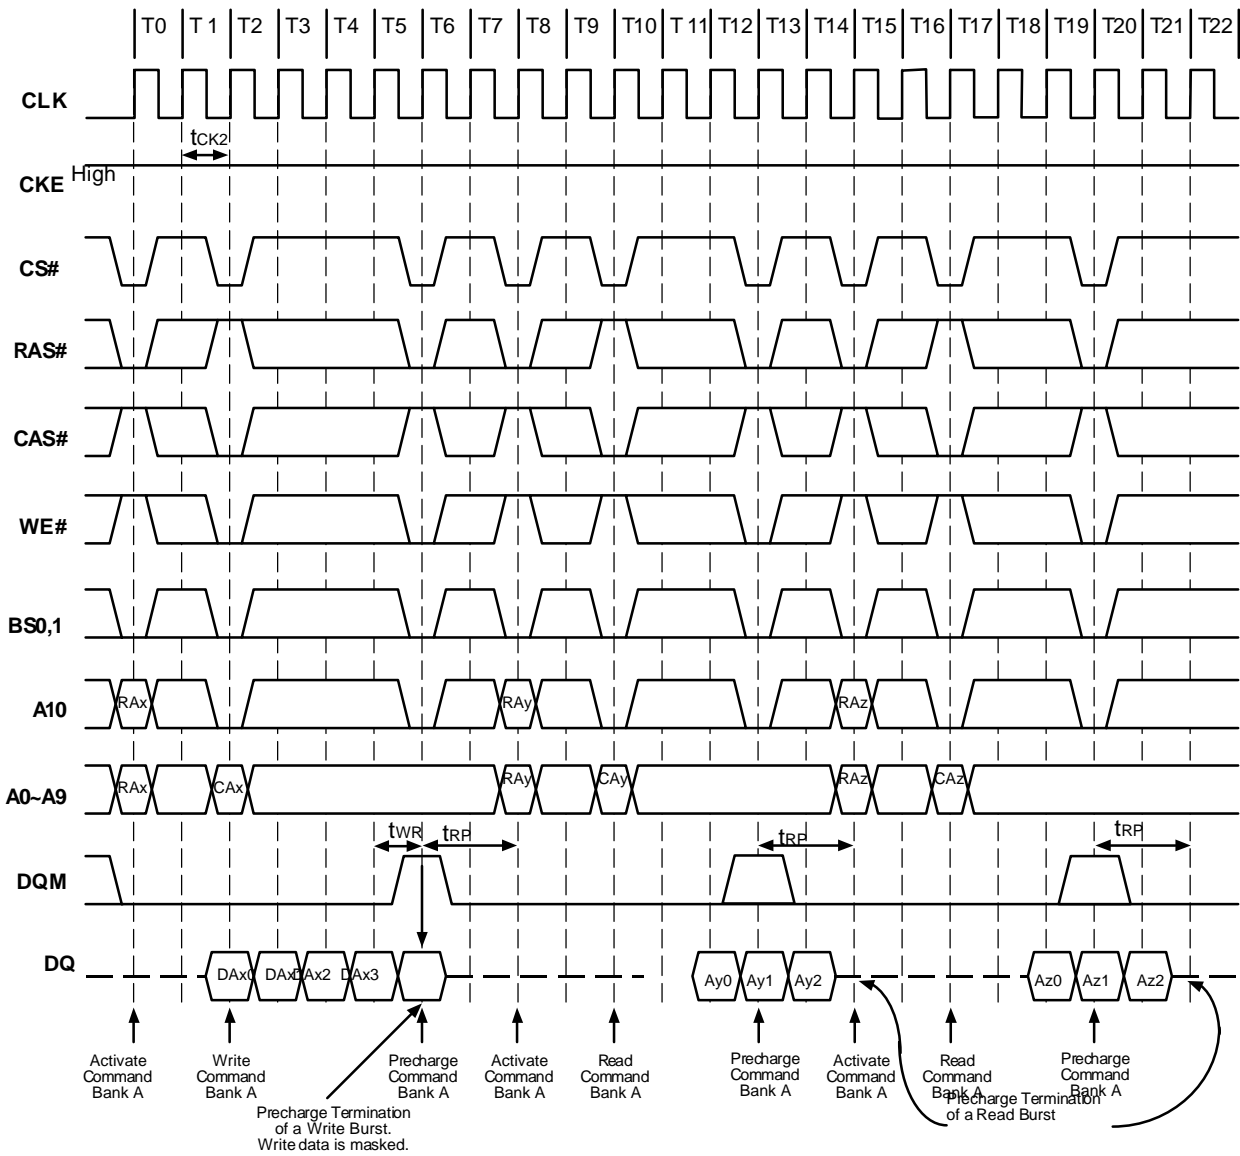 T0 T1 T2 T3 T4 T5 T6 T7 T8 T9 T10 T11 T12 T13 T14 T15 T16 T17 T18 T19 T20 T21 T22
CLK
tCK2
High
CKE
CS#
RAS#
CAS#
WE#
BS0,1
RAx RAy RAz
A10
RAx CAx RAy CAy RAz CAz
A0~A9
tWR tRP tRP tRP
DQM
DQ
DAx0 DAx1 DAx2 DAx3 Ay0 Ay1 Ay2 Az0 Az1 Az2
Activate
Command
Bank A
Write
Command
Bank A
Precharge
Command
Bank A
Activate
Command
Bank A
Read
Command
Bank A
Precharge
Command
Bank A
Activate
Command
Bank A
Read
Command
Bank A
Precharge
Command
Bank A
Precharge Termination
of a Write Burst.
Write data is masked.
Precharge Termination
of a Read Burst